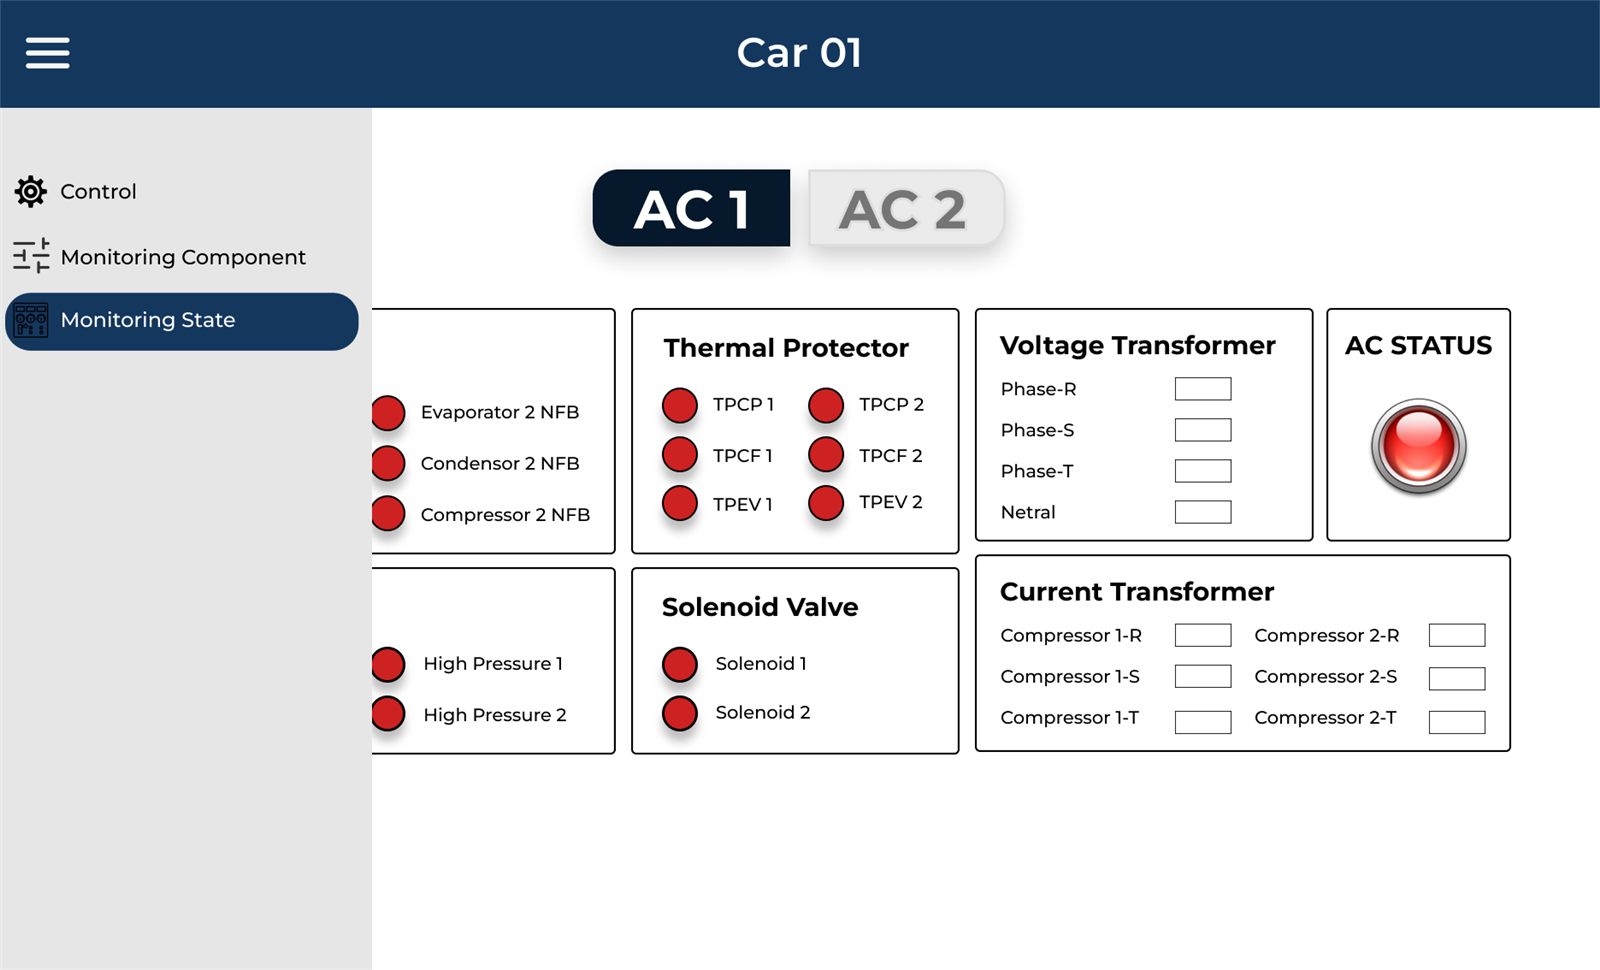 Car 01
Control
Monitoring Component
Monitoring State
AC 1
AC 2
Evaporator 2 NFB
Condensor 2 NFB
Compressor 2 NFB
Thermal Protector
TPCP 1
TPCP 2
TPCF 1
TPCF 2
TPEV 1
TPEV 2
Voltage Transformer
Phase-R
Phase-S
Phase-T
Netral
AC STATUS
High Pressure 1
High Pressure 2
Solenoid Valve
Solenoid 1
Solenoid 2
Current Transformer
Compressor 1-R
Compressor 2-R
Compressor 1-S
Compressor 2-S
Compressor 1-T
Compressor 2-T